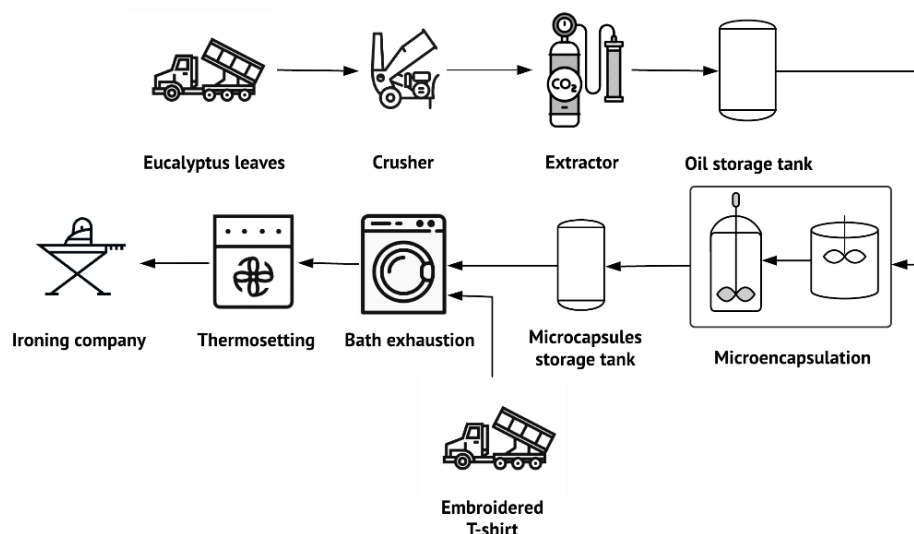 CO₂
Eucalyptus leaves
Crusher
Extractor
Oil storage tank
Ironing company
Thermosetting
Bath exhaustion
Microcapsules
storage tank
Microencapsulation
Embroidered
T-shirt